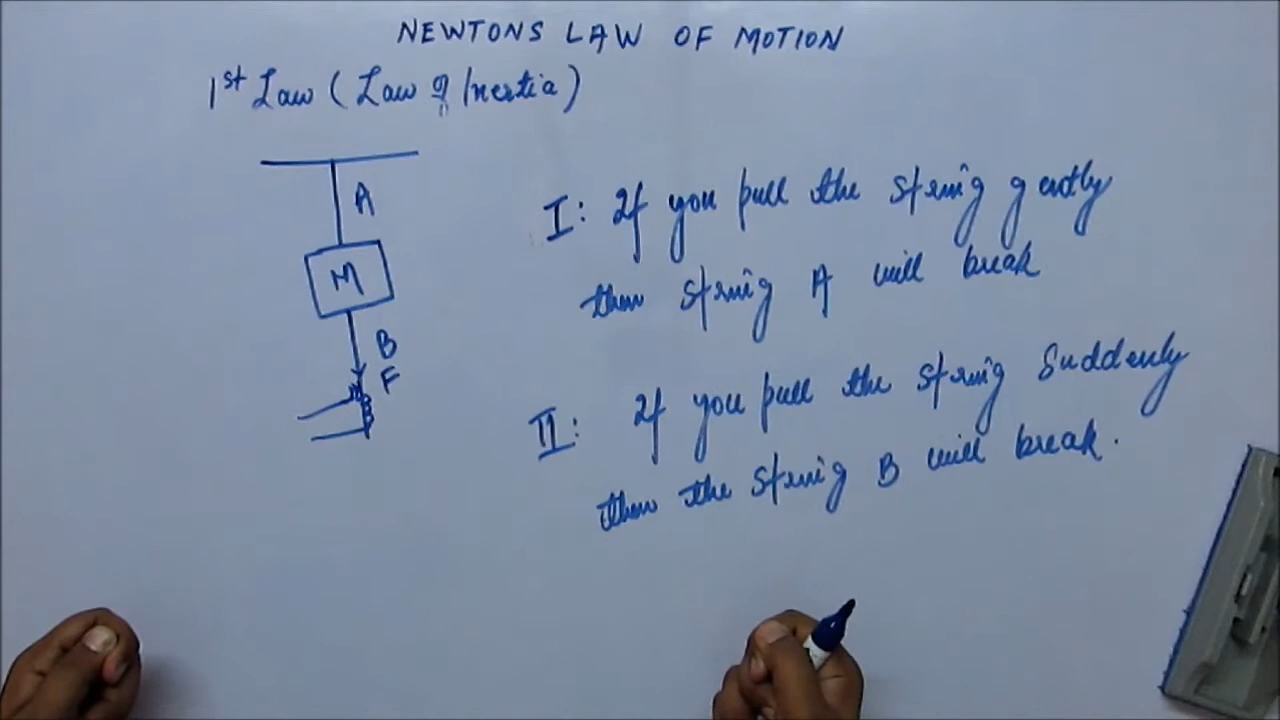 NEWTONS LAW OF MOTION
1st Law (Law of Inertia)
A
M
B
F
I: If you pull the string gently
then string A will break
II: If you pull the string Suddenly
then the string B will break.